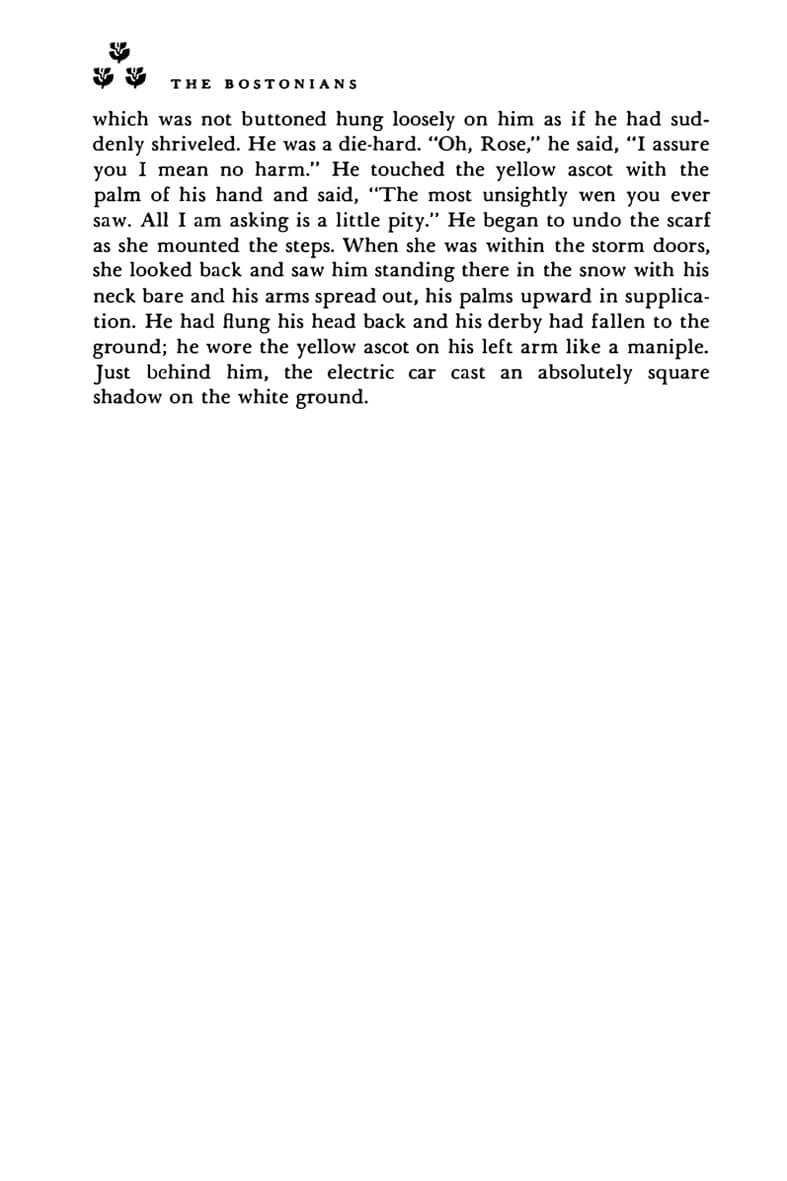 THE BOSTONIANS
which was not buttoned hung loosely on him as if he had sud-
denly shriveled. He was a die-hard. “Oh, Rose,” he said, “I assure
you I mean no harm.” He touched the yellow ascot with the
palm of his hand and said, “The most unsightly wen you ever
saw. All I am asking is a little pity.” He began to undo the scarf
as she mounted the steps. When she was within the storm doors,
she looked back and saw him standing there in the snow with his
neck bare and his arms spread out, his palms upward in supplica-
tion. He had flung his head back and his derby had fallen to the
ground; he wore the yellow ascot on his left arm like a maniple.
Just behind him, the electric car cast an absolutely square
shadow on the white ground.